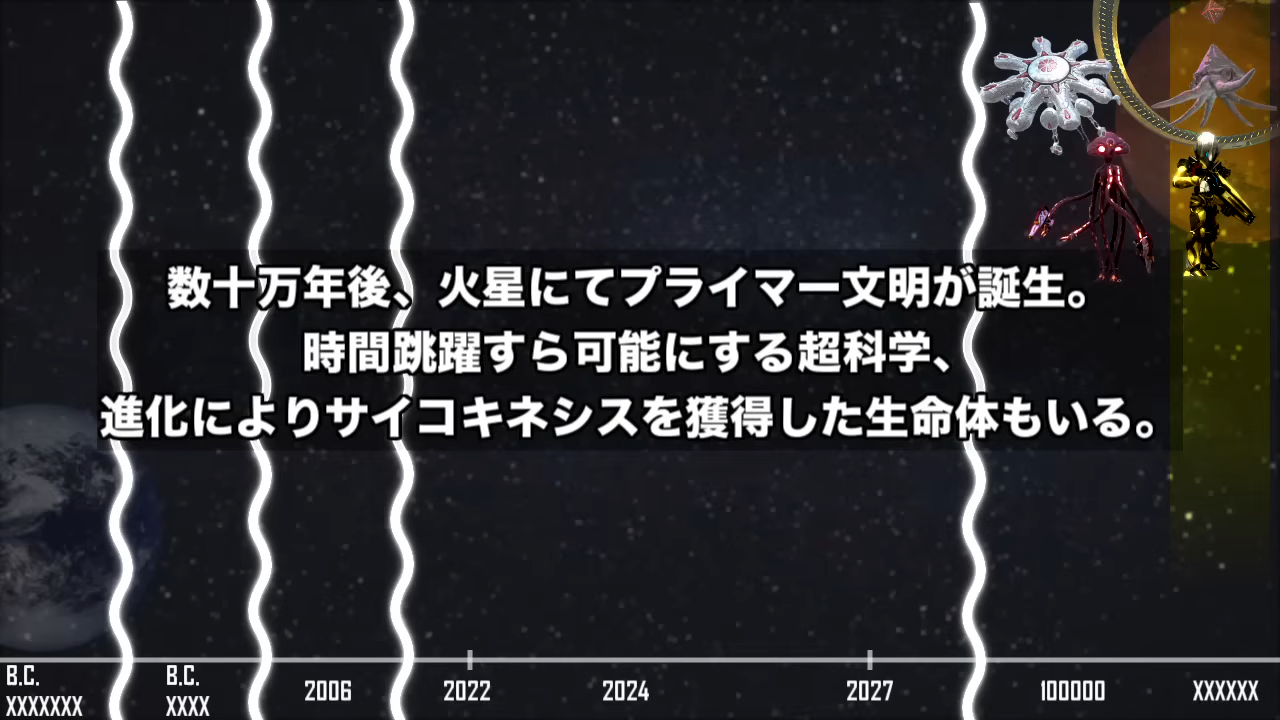 数十万年後、火星にてプライマー文明が誕生。
時間跳躍すら可能にする超科学、
進化によりサイコキネシスを獲得した生命体もいる。
B.C.
XXXXXXX
B.C.
XXXX
2006
2022
2024
2027
100000
XXXXXX